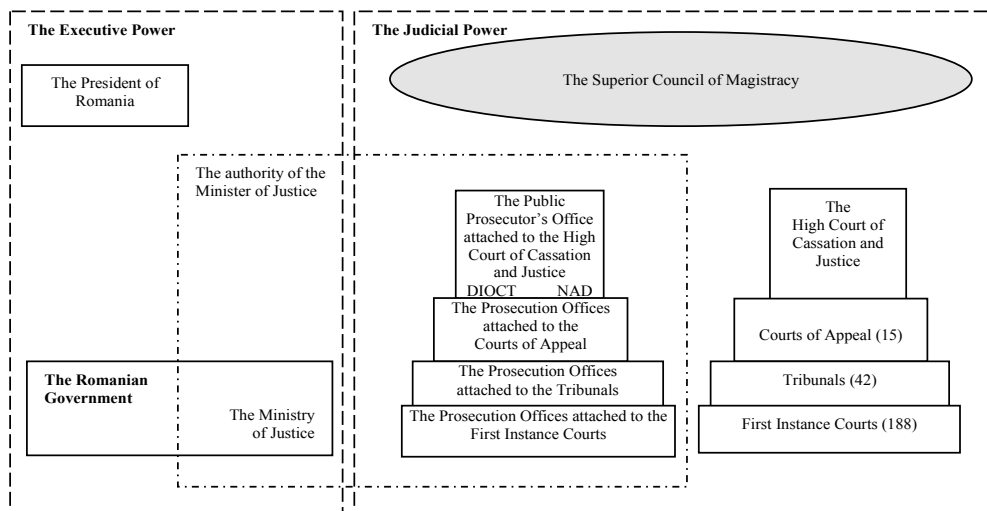 The Executive Power
The President of
Romania
The authority of the
Minister of Justice
The Romanian
Government
The Ministry
of Justice
The Judicial Power
The Superior Council of Magistracy
The Public
Prosecutor's Office
attached to the High
Court of Cassation
and Justice
DIOCT NAD
The Prosecution Offices
attached to the
Courts of Appeal
The Prosecution Offices
attached to the Tribunals
The Prosecution Offices attached to the
First Instance Courts
The
High Court of
Cassation and
Justice
Courts of Appeal (15)
Tribunals (42)
First Instance Courts (188)